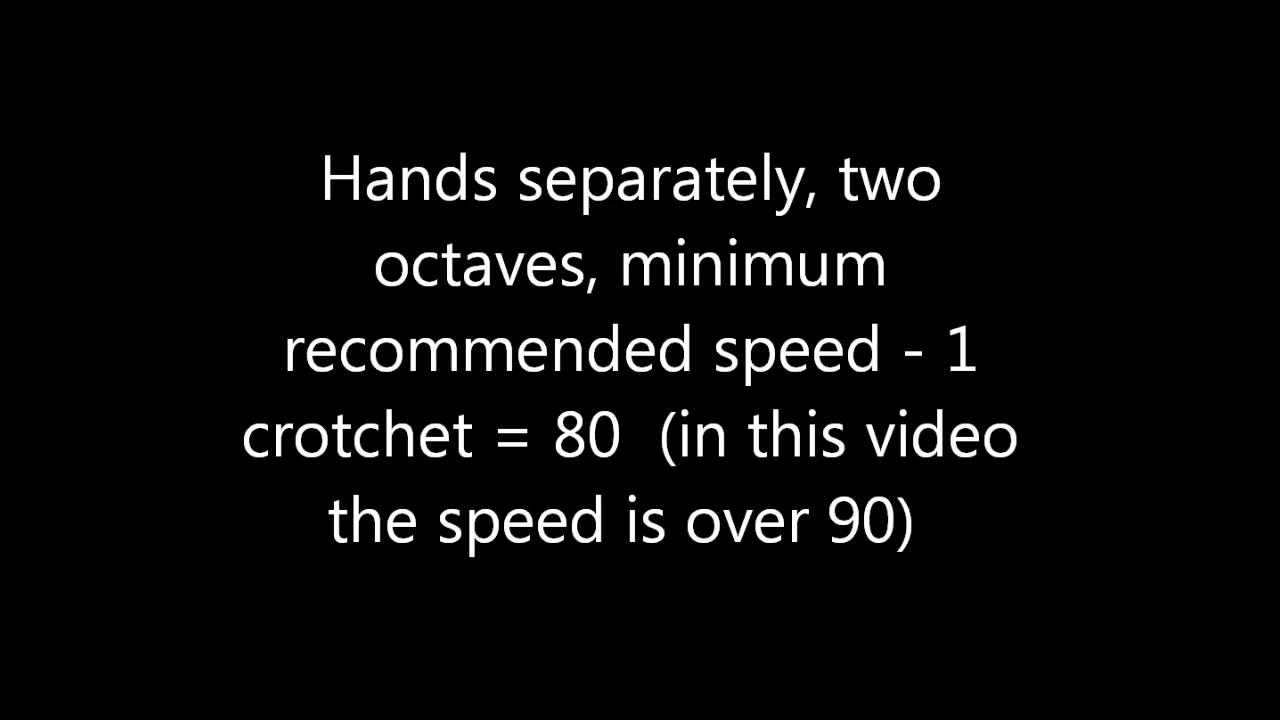 Hands separately, two
octaves, minimum
recommended speed - 1
crotchet = 80  (in this video
the speed is over 90)